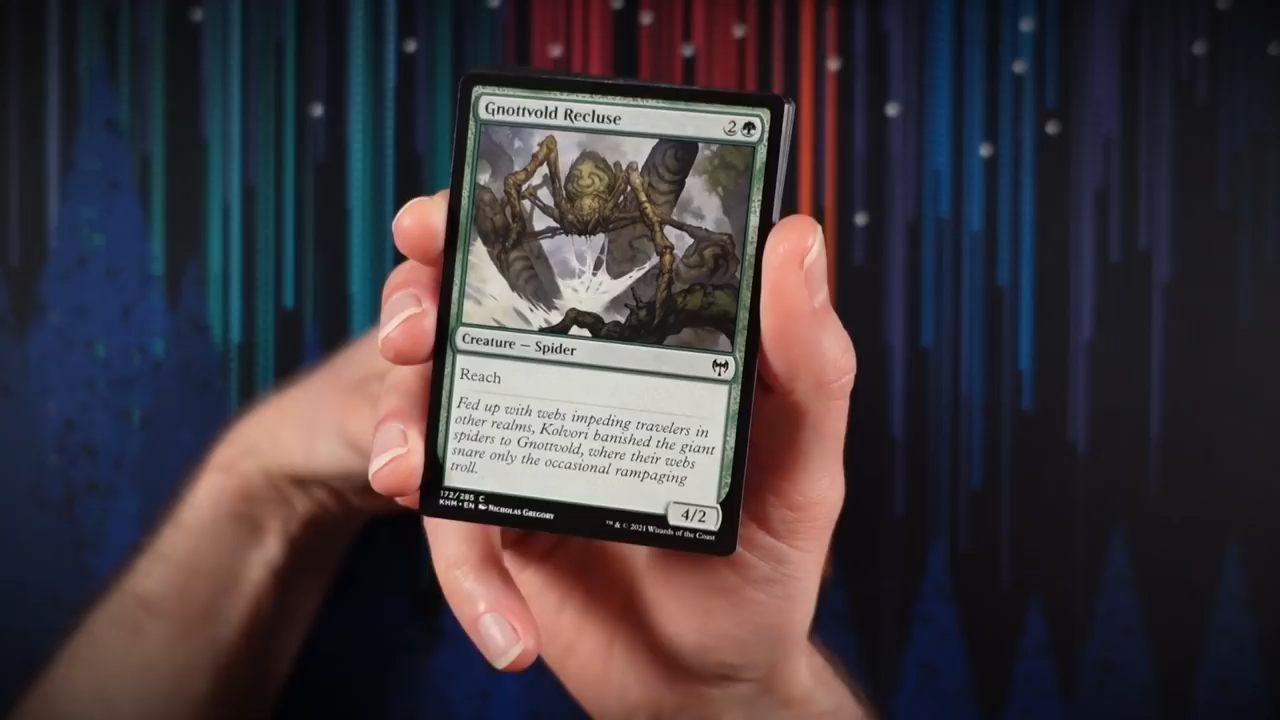 Gnottvold Recluse
2
Creature — Spider
Reach
Fed up with webs impeding travelers in
other realms, Kolvori banished the giant
spiders to Gnottvold, where their webs
snare only the occasional rampaging
troll.
4/2
172/285 C
KHM • EN Nicholas Gregory
™ & © 2021 Wizards of the Coast